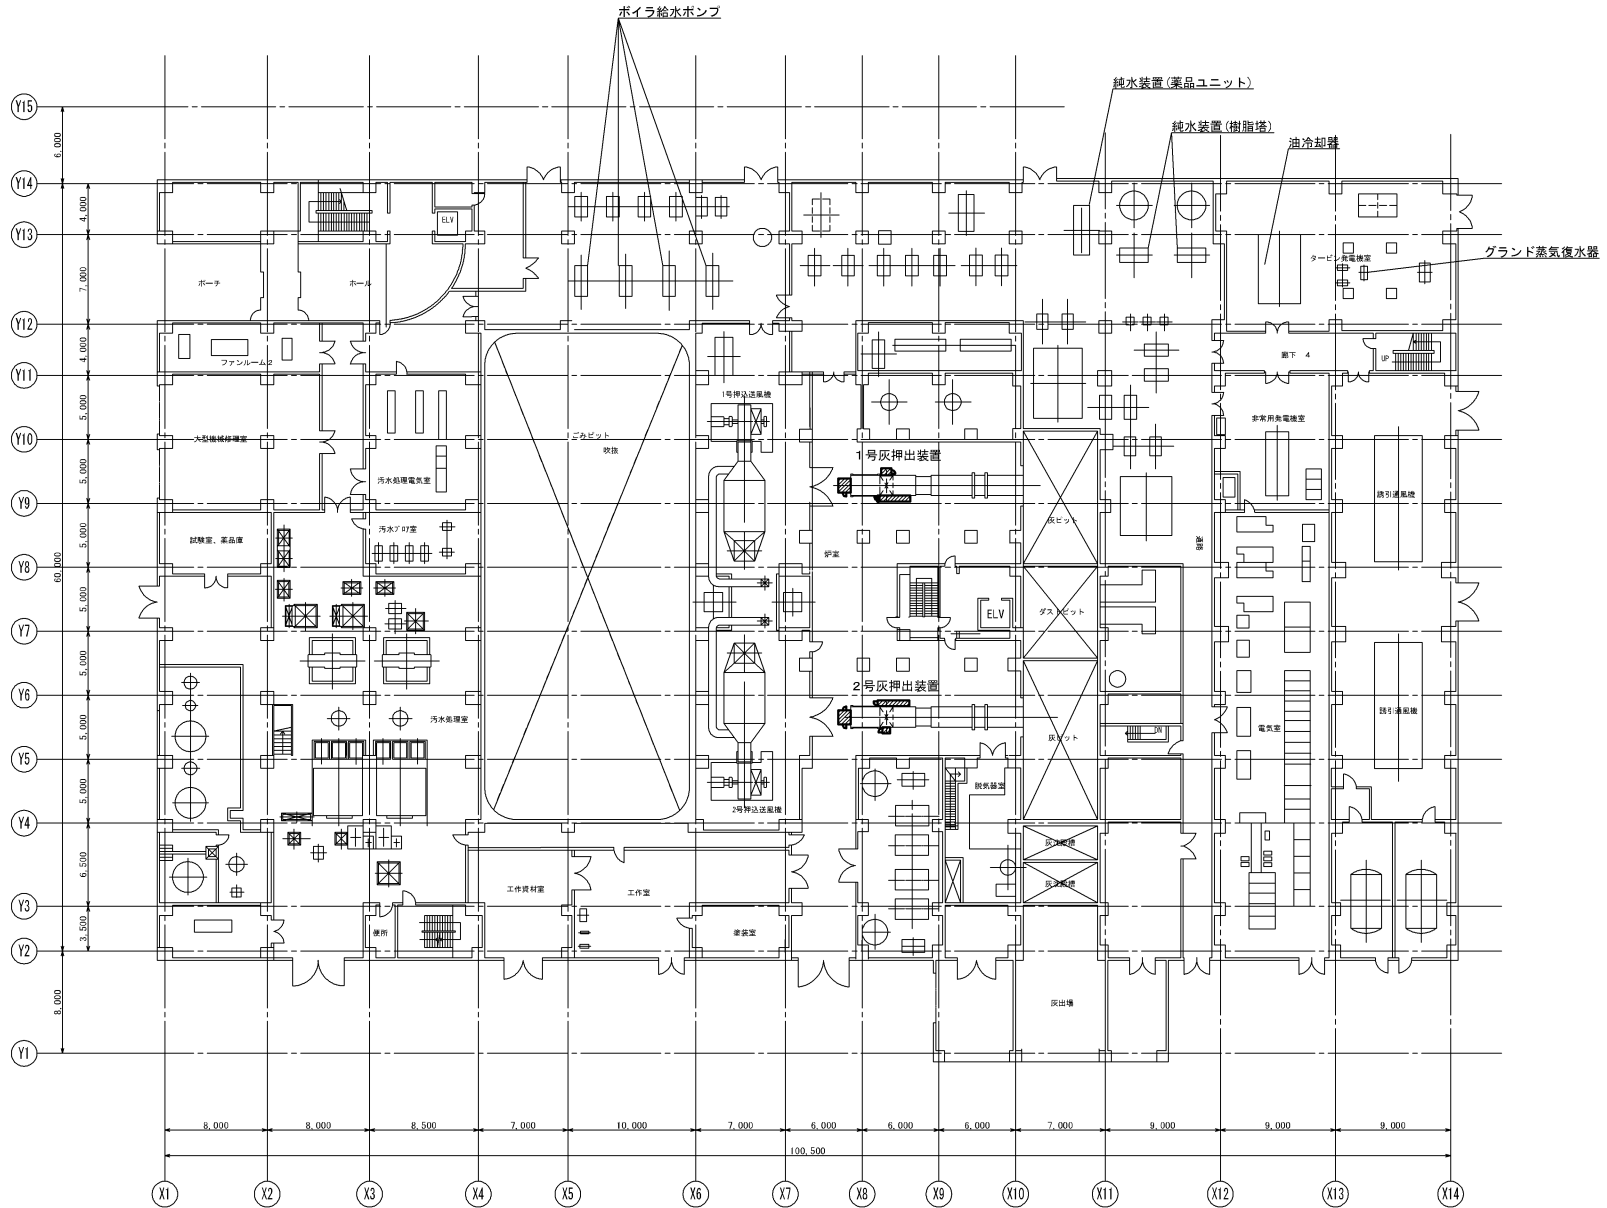 ボイラ給水ポンプ
純水装置(薬品ユニット)
純水装置(樹脂塔)
油冷却器
グランド蒸気復水器
Y15
6,000
Y14
4,000
ELV
Y13
7,000
ポーチ
ホール
タービン発電機室
Y12
4,000
ファンルーム2
廊下 4
UP
Y11
5,000
1号押込送風機
大型機械修理室
ごみピット
吹抜
非常用発電機室
Y10
5,000
1号灰押出装置
汚水処理電気室
誘引通風機
Y9
5,000
灰ピット
汚水ブロワ室
試験室、薬品庫
炉室
通路
Y8
60,000
5,000
ダストピット
ELV
Y7
5,000
2号灰押出装置
Y6
5,000
汚水処理室
誘引通風機
電気室
灰ピット
DN
Y5
5,000
脱気器室
2号押込送風機
Y4
6,500
灰沈殿槽
灰沈殿槽
工作資材室
工作室
Y3
3,500
便所
塗装室
Y2
8,000
灰出場
Y1
8,000
8,000
8,500
7,000
10,000
7,000
6,000
6,000
6,000
7,000
9,000
9,000
9,000
100,500
X1
X2
X3
X4
X5
X6
X7
X8
X9
X10
X11
X12
X13
X14